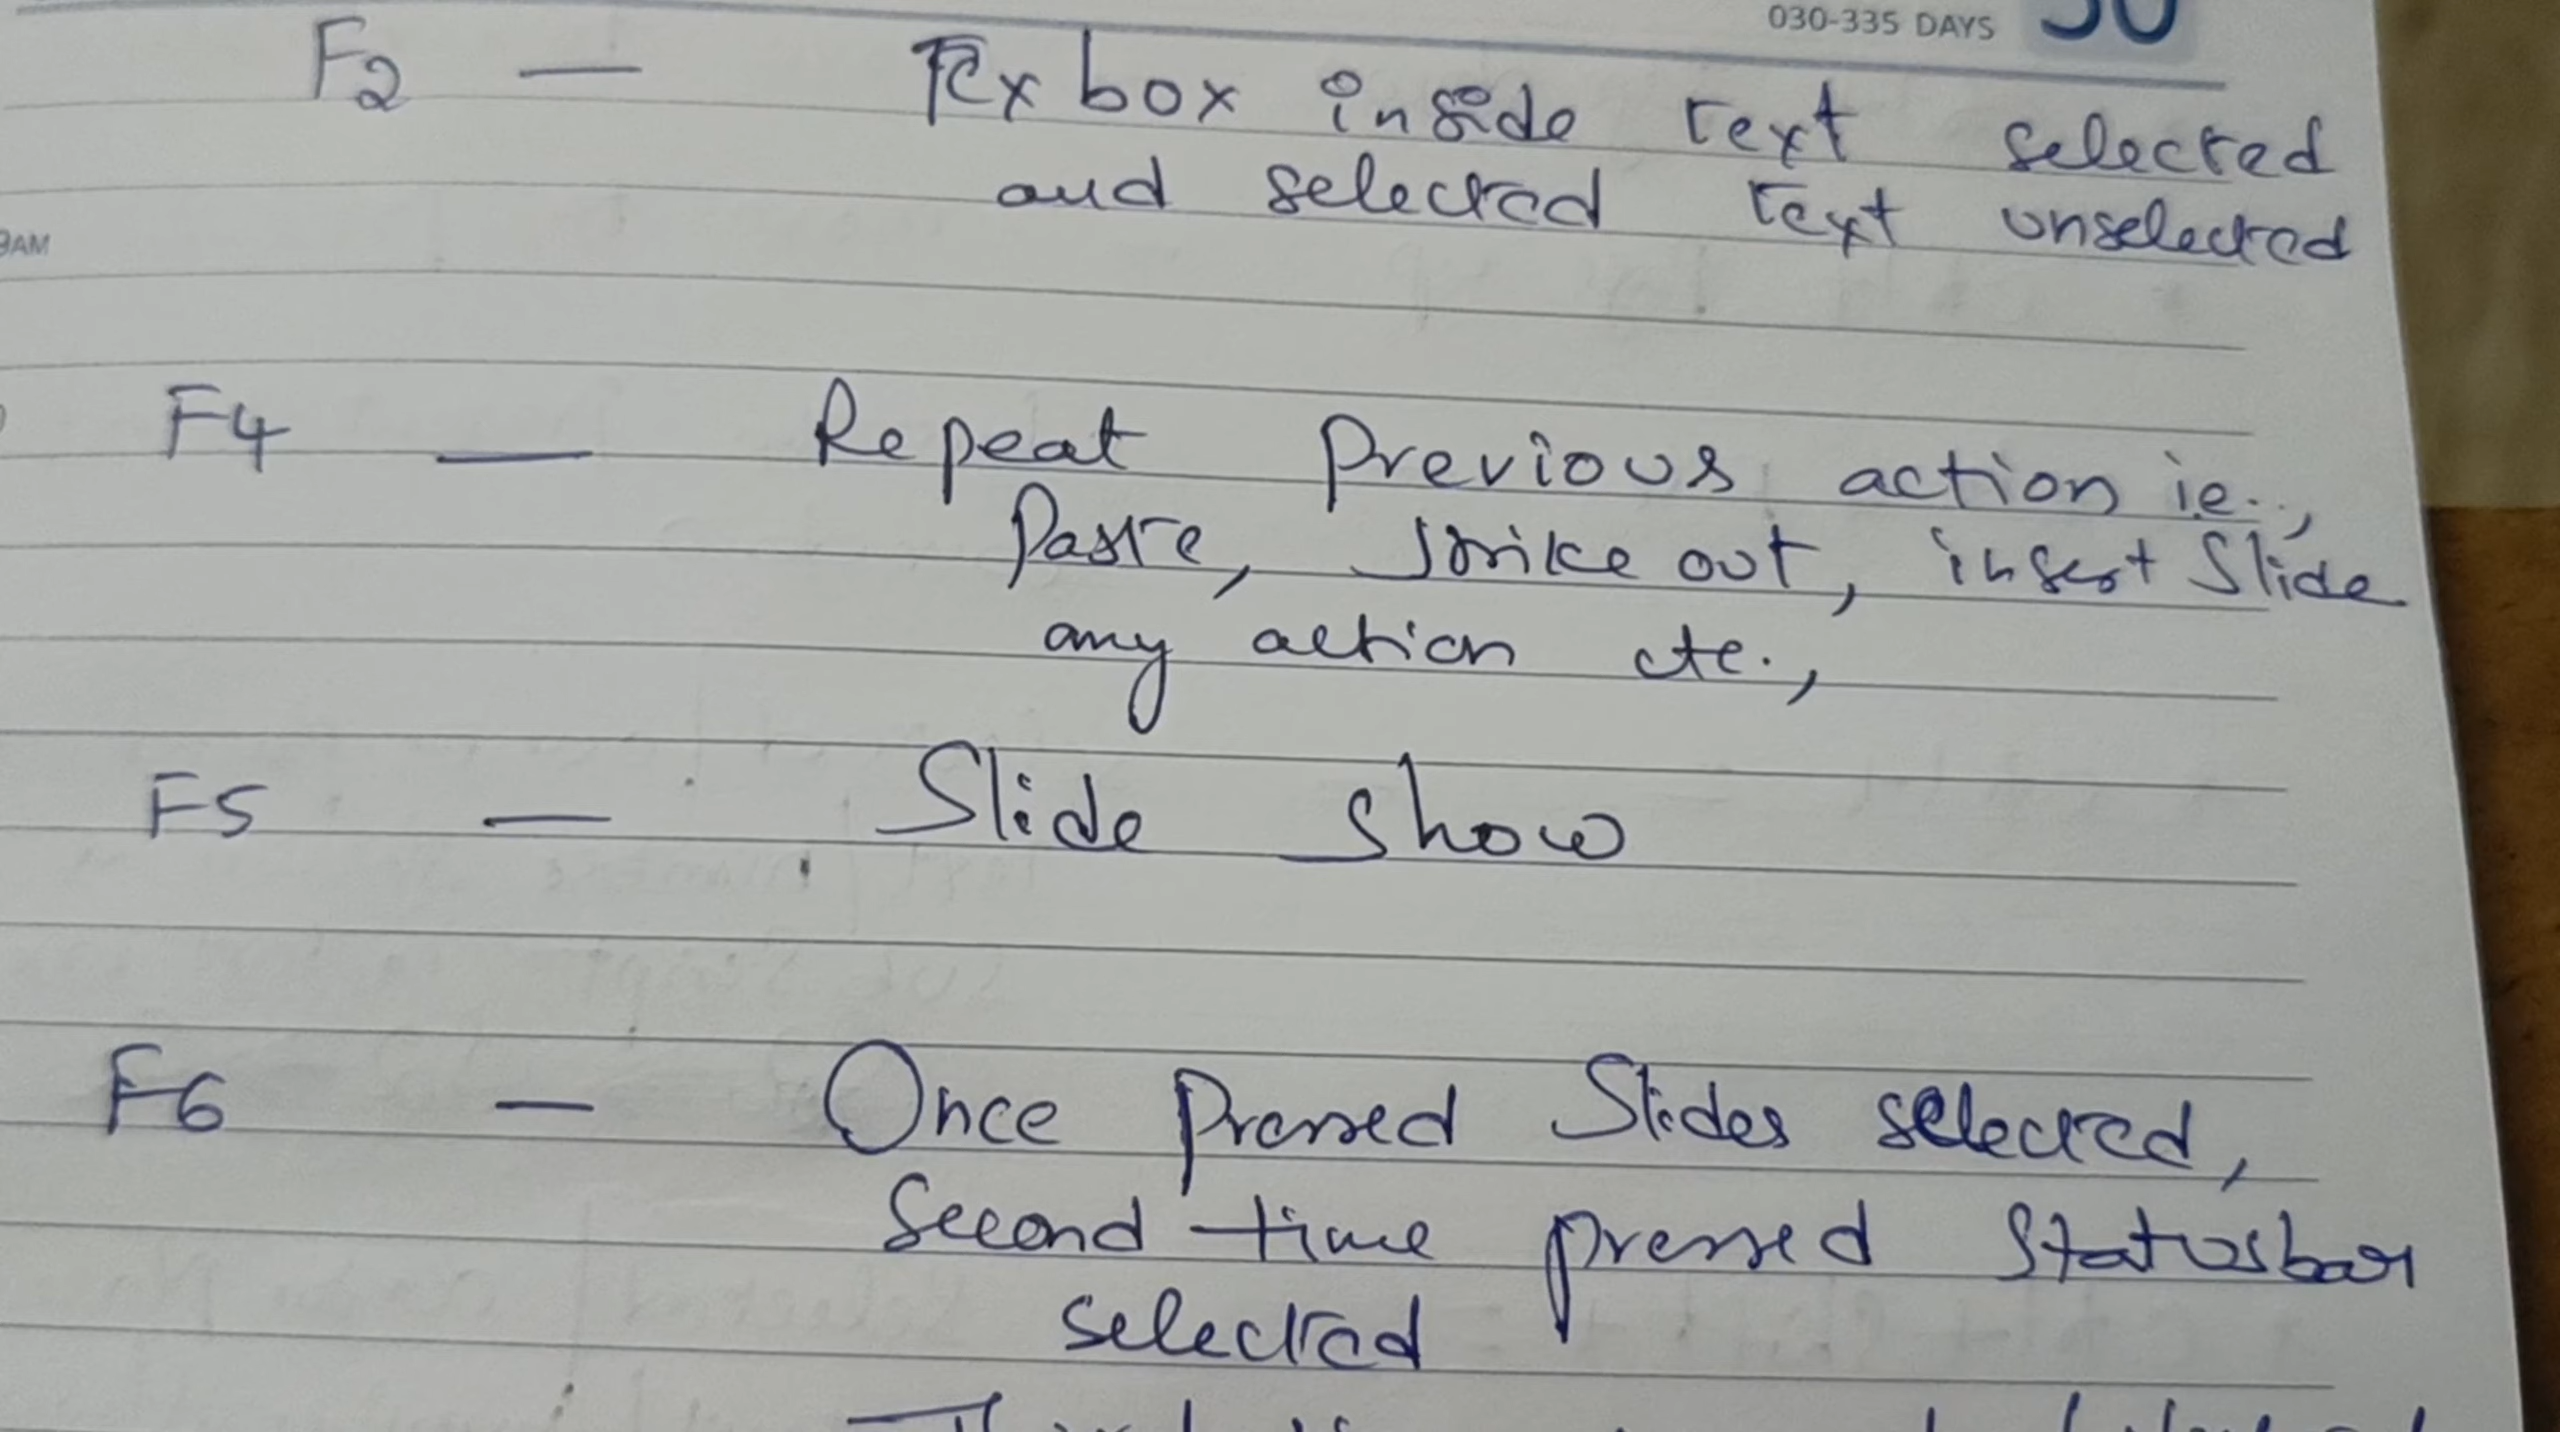 030-335 DAYS 30
F2 — Tex box inside text selected
and selected text unselected
9AM
F4 — Repeat Previous action ie.,
Paste, strike out, insert Slide
any action etc.,
F5 — Slide show
F6 — Once Pressed Slides selected,
Second time pressed Statusbar
selected